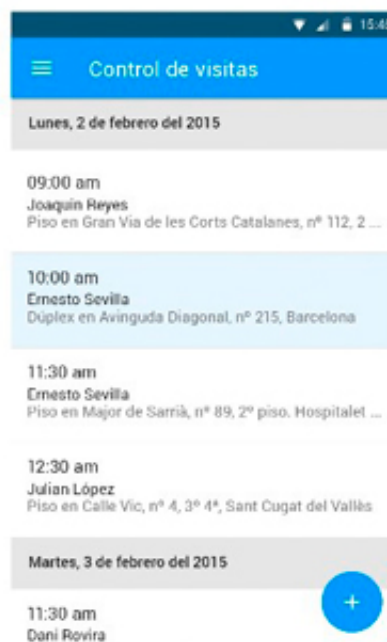 15:45
Control de visitas
Lunes, 2 de febrero del 2015
09:00 am
Joaquin Reyes
Piso en Gran Via de les Corts Catalanes, nº 112, 2 ...
10:00 am
Ernesto Sevilla
Dúplex en Avinguda Diagonal, nº 215, Barcelona
11:30 am
Ernesto Sevilla
Piso en Major de Sarrià, nº 89, 2º piso. Hospitalet ...
12:30 am
Julian López
Piso en Calle Vic, nº 4, 3º 4ª, Sant Cugat del Vallès
Martes, 3 de febrero del 2015
11:30 am
Dani Rovira
+